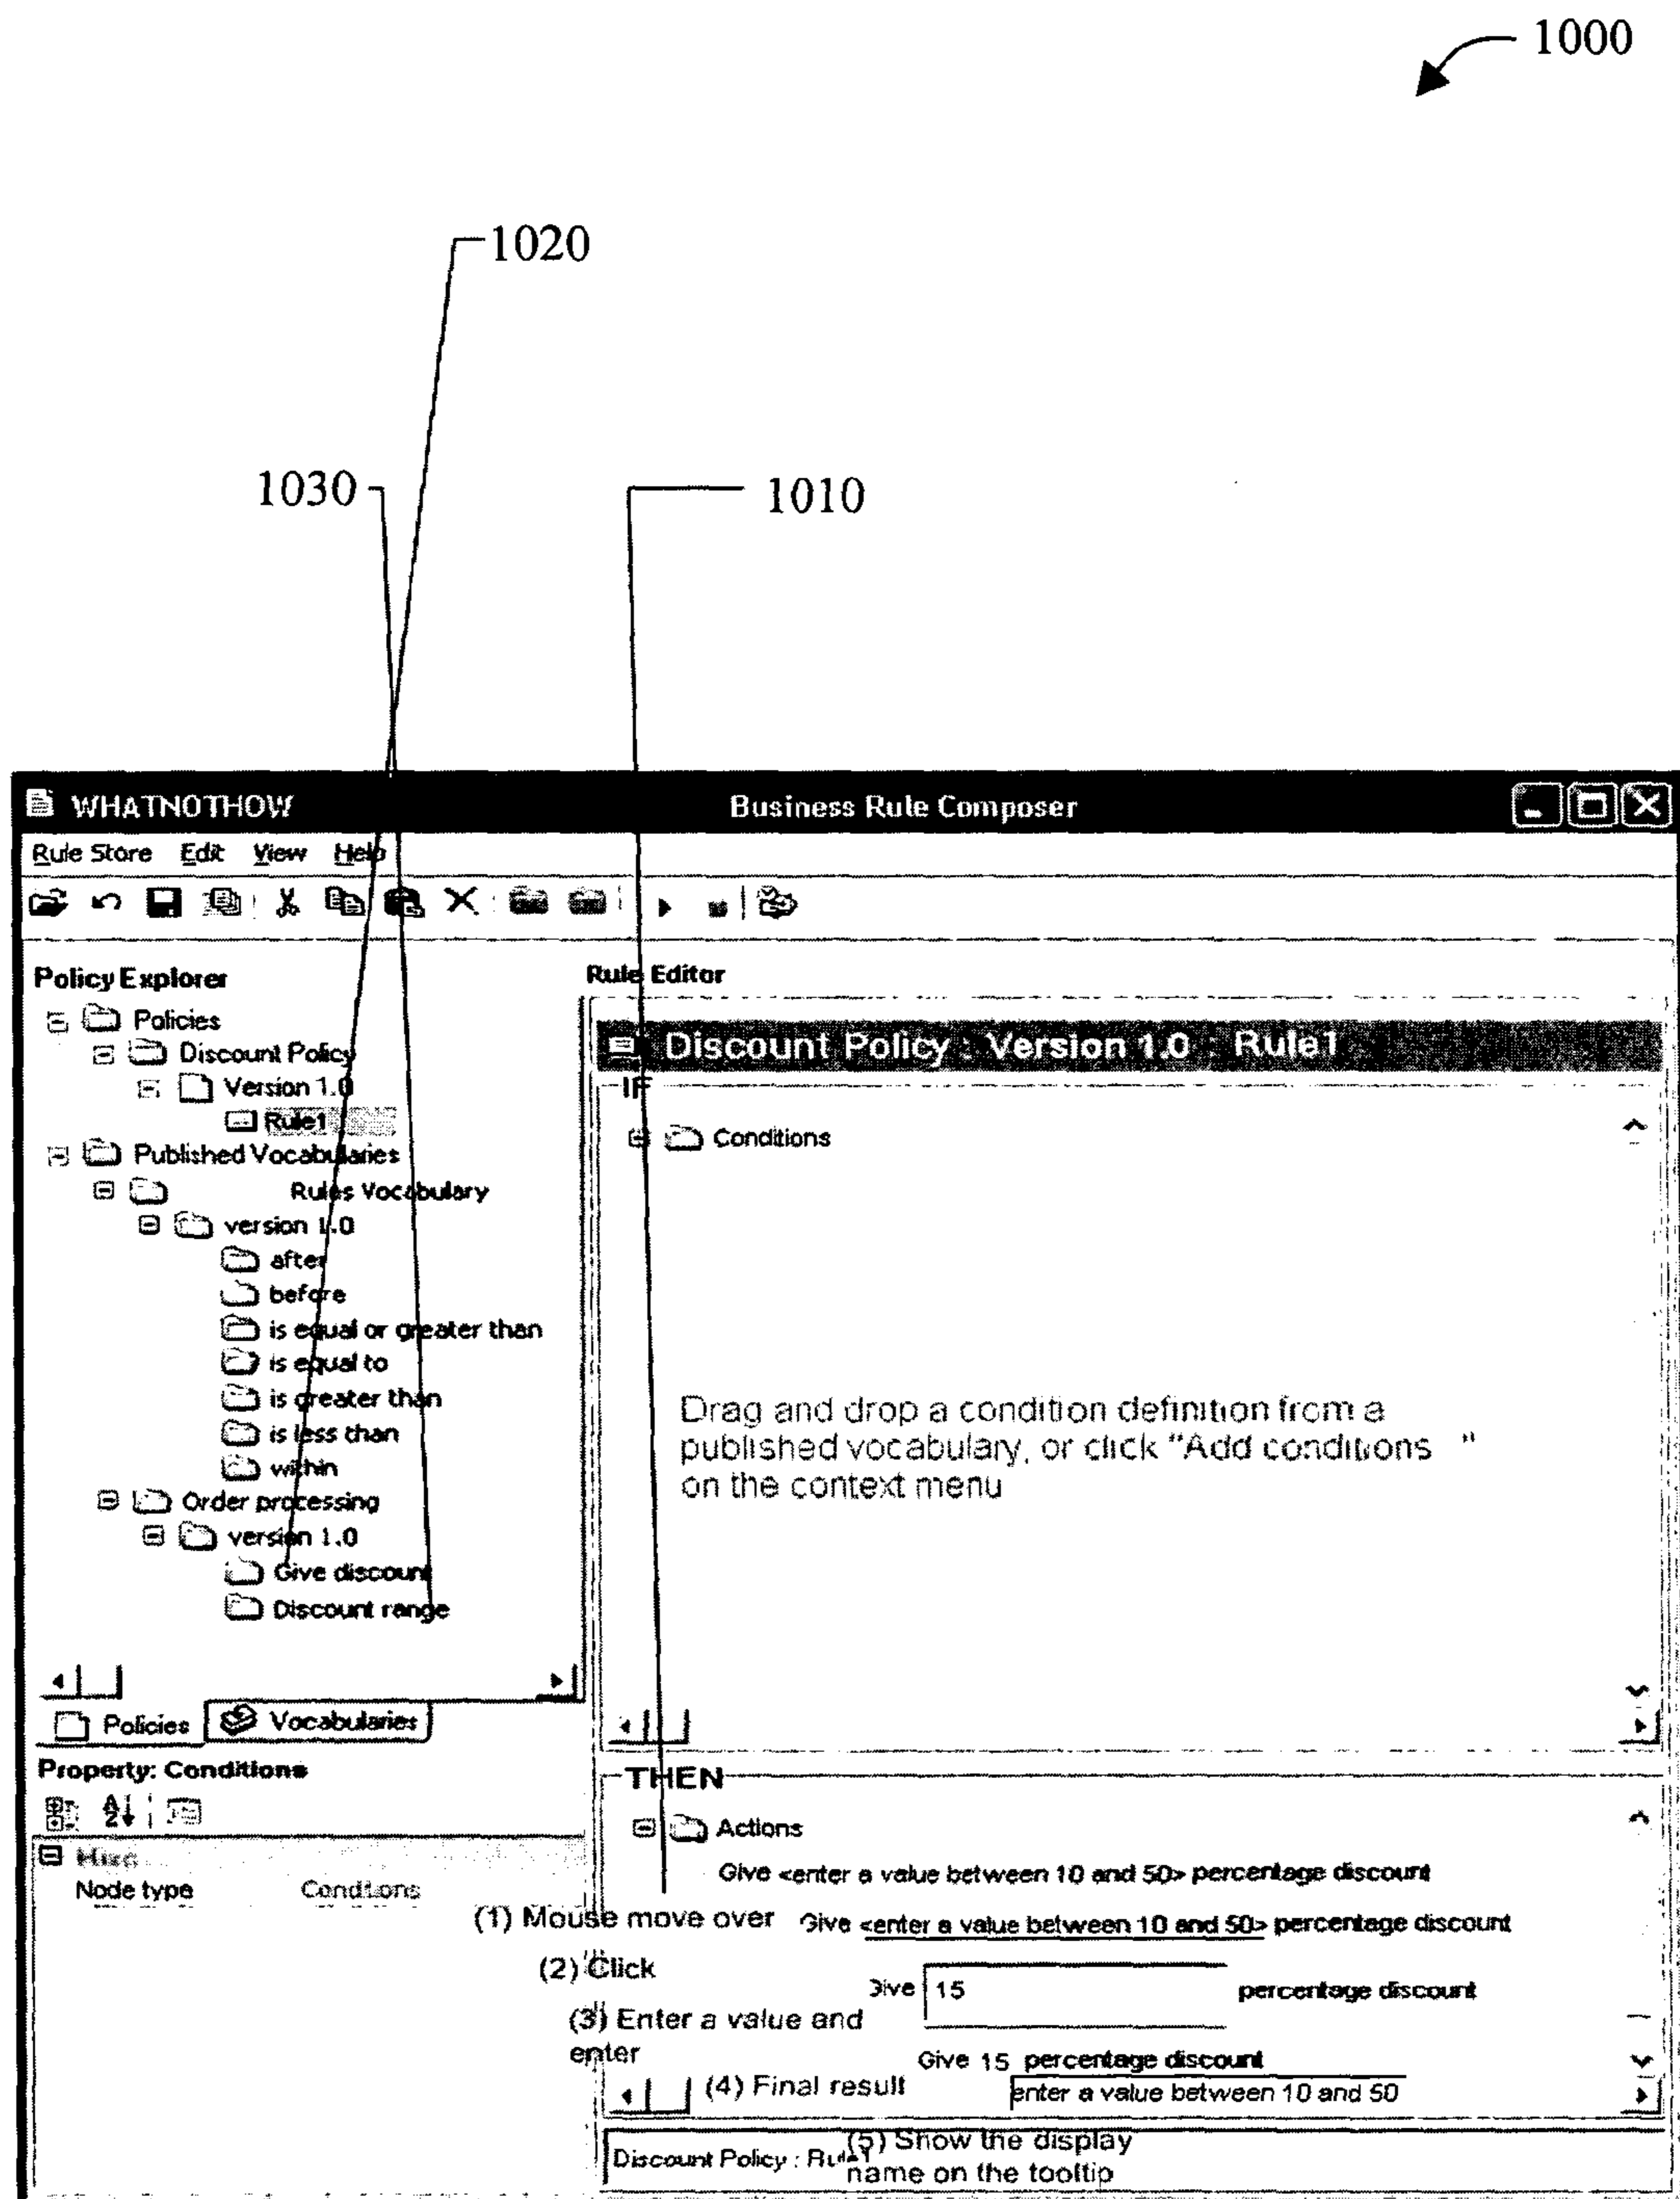 1000
1020
1030
1010
WHATNOTHOW Business Rule Composer
Rule Store Edit View Help
Policy Explorer
Policies
Discount Policy
Version 1.0
Rule1
Published Vocabularies
Rules Vocabulary
version 1.0
after
before
is equal or greater than
is equal to
is greater than
is less than
within
Order processing
version 1.0
Give discount
Discount range
Policies Vocabularies
Property: Conditions
Misc
Node type Conditions
Rule Editor
Discount Policy : Version 1.0 : Rule1
IF
Conditions
Drag and drop a condition definition from a
published vocabulary, or click "Add conditions "
on the context menu
THEN
Actions
Give <enter a value between 10 and 50> percentage discount
(1) Mouse move over Give <enter a value between 10 and 50> percentage discount
(2) Click
Give 15 percentage discount
(3) Enter a value and
enter
Give 15 percentage discount
(4) Final result enter a value between 10 and 50
Discount Policy : Rule1
(5) Show the display
name on the tooltip